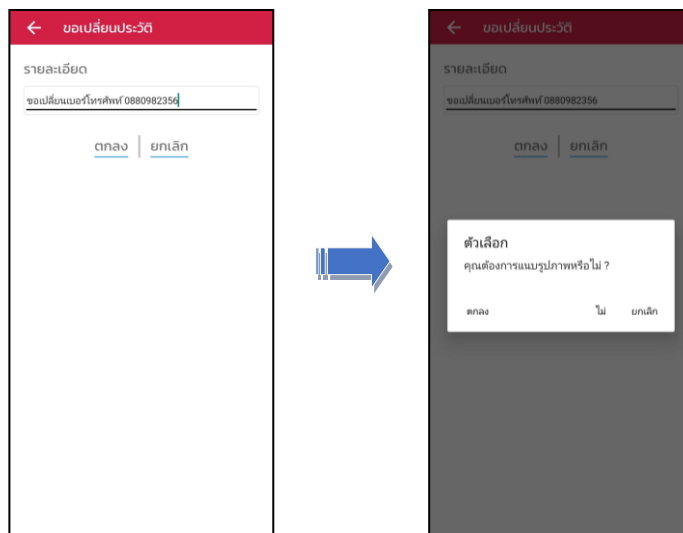 ขอเปลี่ยนประวัติ
รายละเอียด
ขอเปลี่ยนเบอร์โทรศัพท์ 0880982356
ตกลง ยกเลิก
ขอเปลี่ยนประวัติ
รายละเอียด
ขอเปลี่ยนเบอร์โทรศัพท์ 0880982356
ตกลง ยกเลิก
ตัวเลือก
คุณต้องการแนบรูปภาพหรือไม่ ?
ตกลง ไม่ ยกเลิก